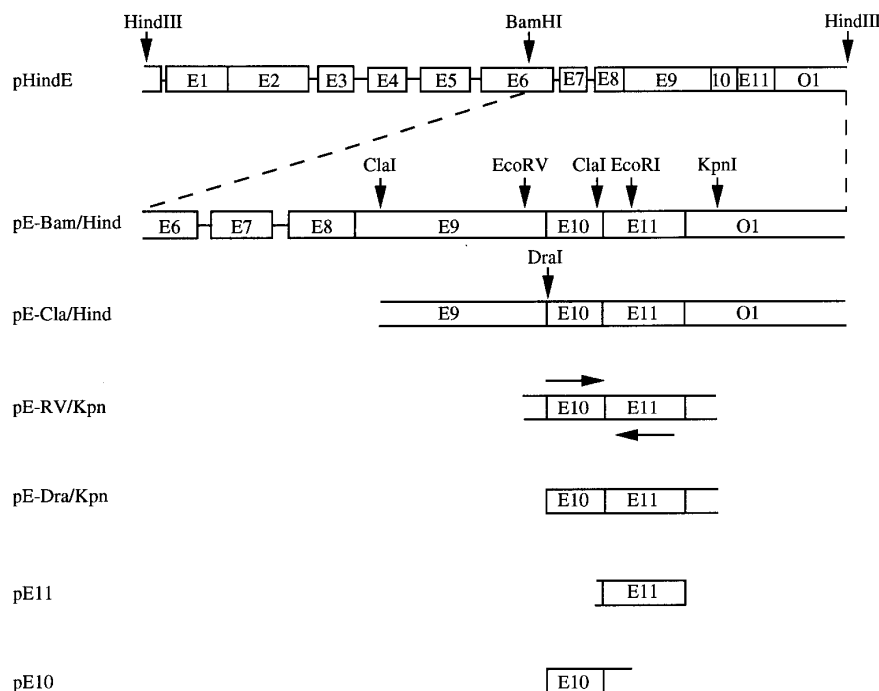 HindIII BamHI HindIII
pHindE E1 E2 E3 E4 E5 E6 E7 E8 E9 10 E11 O1
ClaI EcoRV ClaI EcoRI KpnI
pE-Bam/Hind E6 E7 E8 E9 E10 E11 O1
DraI
pE-Cla/Hind E9 E10 E11 O1
pE-RV/Kpn E10 E11
pE-Dra/Kpn E10 E11
pE11 E11
pE10 E10